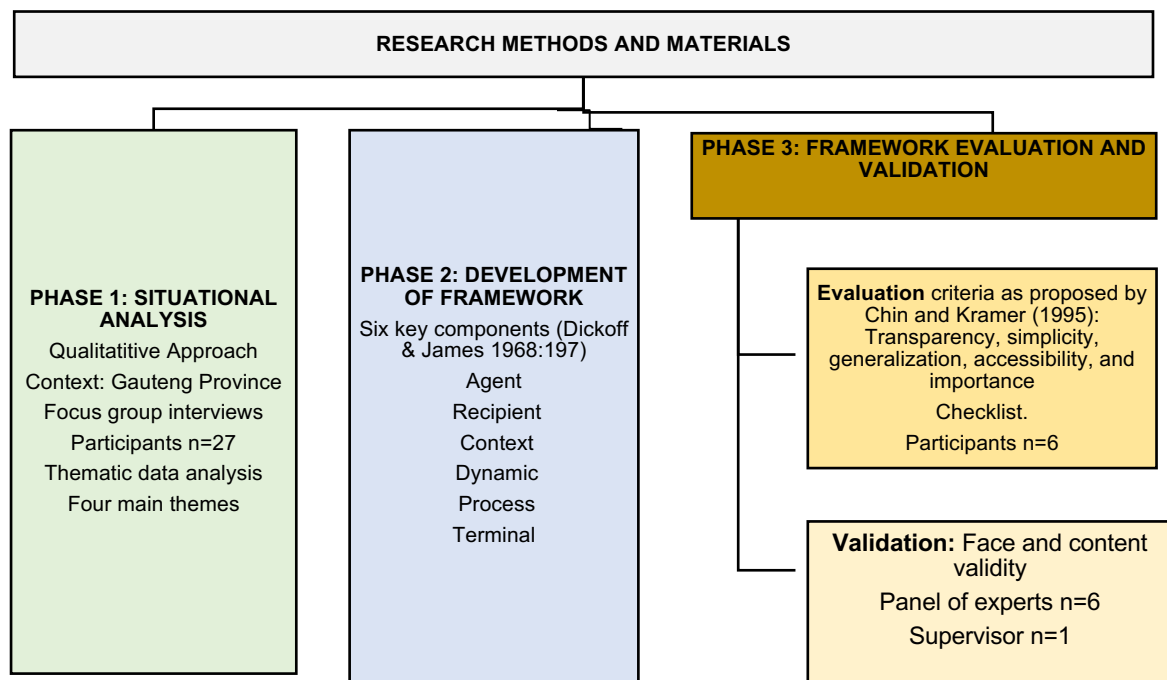 RESEARCH METHODS AND MATERIALS
PHASE 1: SITUATIONAL
ANALYSIS
Qualitatitive Approach
Context: Gauteng Province
Focus group interviews
Participants n=27
Thematic data analysis
Four main themes
PHASE 2: DEVELOPMENT
OF FRAMEWORK
Six key components (Dickoff
& James 1968:197)
Agent
Recipient
Context
Dynamic
Process
Terminal
PHASE 3: FRAMEWORK EVALUATION AND
VALIDATION
Evaluation criteria as proposed by
Chin and Kramer (1995):
Transparency, simplicity,
generalization, accessibility, and
importance
Checklist.
Participants n=6
Validation: Face and content
validity
Panel of experts n=6
Supervisor n=1